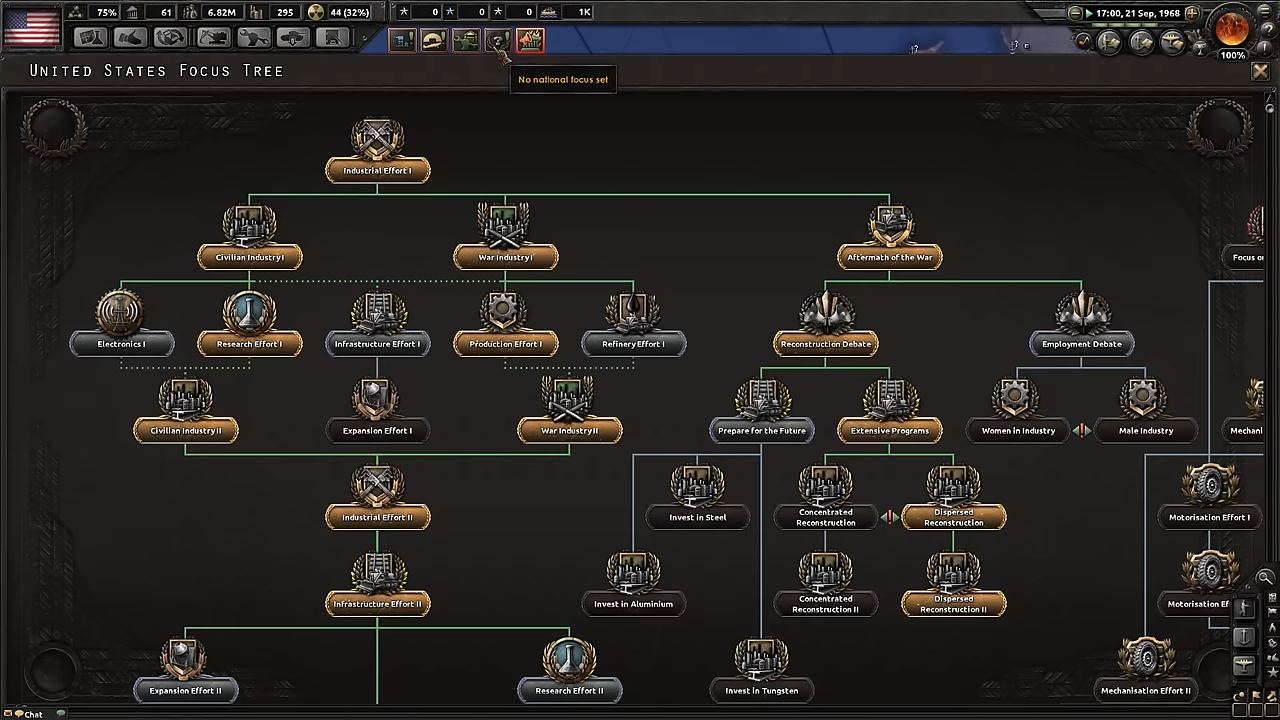 75%
61
6.82M
295
44 (32%)
0
0
0
1K
17:00, 21 Sep, 1968
100%
United States Focus Tree
No national focus set
Industrial Effort I
Civilian Industry I
War Industry I
Aftermath of the War
Focus o
Electronics I
Research Effort I
Infrastructure Effort I
Production Effort I
Refinery Effort I
Reconstruction Debate
Employment Debate
Civilian Industry II
Expansion Effort I
War Industry II
Prepare for the Future
Extensive Programs
Women in Industry
Male Industry
Mechani
Industrial Effort II
Invest in Steel
Concentrated
Reconstruction
Dispersed
Reconstruction
Motorisation Effort I
Infrastructure Effort II
Invest in Aluminium
Concentrated
Reconstruction II
Dispersed
Reconstruction II
Motorisation Ef
Expansion Effort II
Research Effort II
Invest in Tungsten
Mechanisation Effort II
Chat